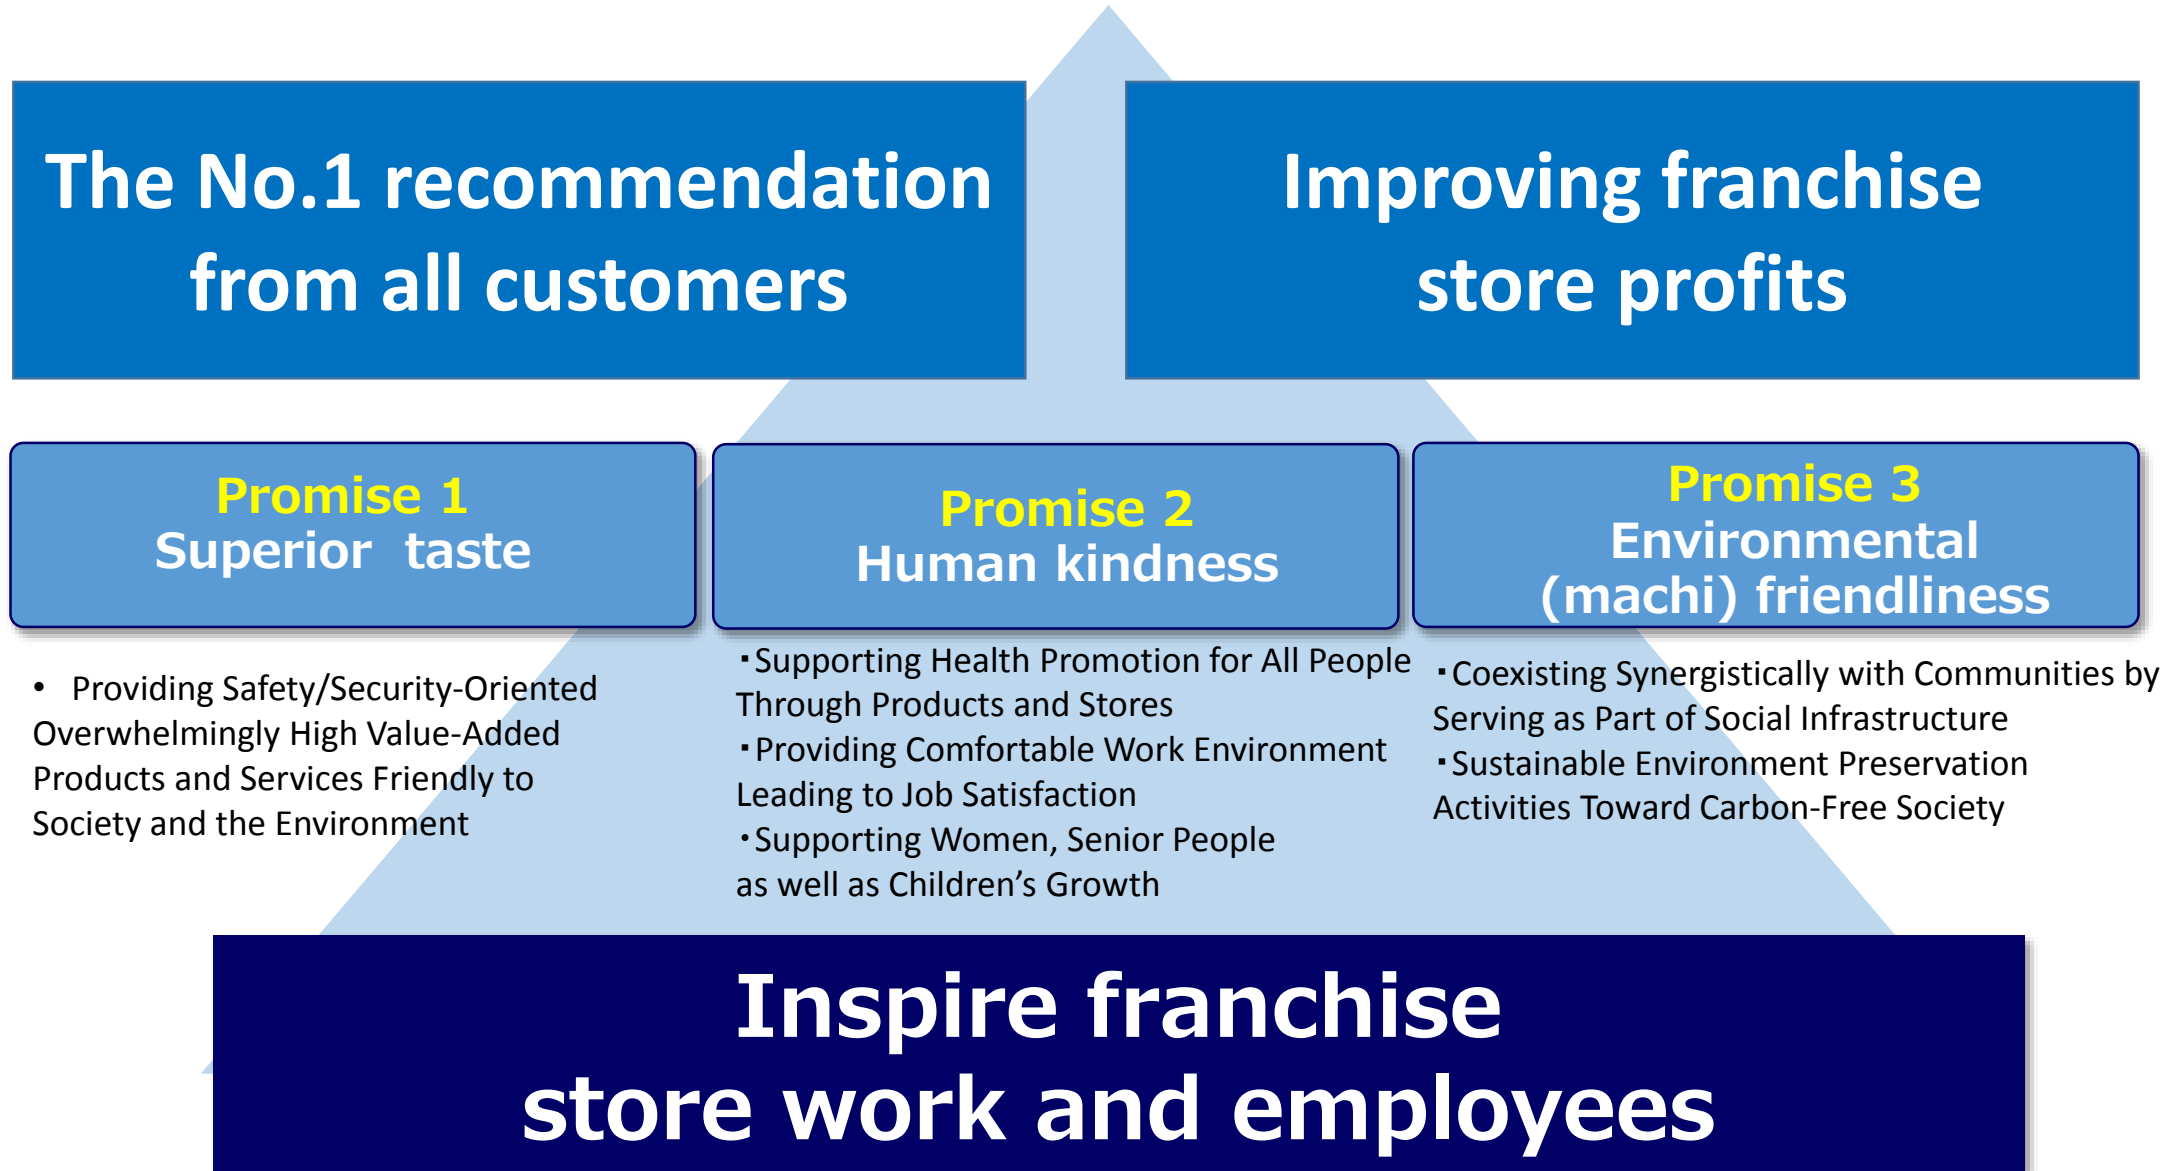 The No.1 recommendation
from all customers
Improving franchise
store profits
Promise 1
Superior taste
Promise 2
Human kindness
Promise 3
Environmental
(machi) friendliness
• Providing Safety/Security-Oriented
Overwhelmingly High Value-Added
Products and Services Friendly to
Society and the Environment
・Supporting Health Promotion for All People
Through Products and Stores
・Providing Comfortable Work Environment
Leading to Job Satisfaction
・Supporting Women, Senior People
as well as Children’s Growth
・Coexisting Synergistically with Communities by
Serving as Part of Social Infrastructure
・Sustainable Environment Preservation
Activities Toward Carbon-Free Society
Inspire franchise
store work and employees